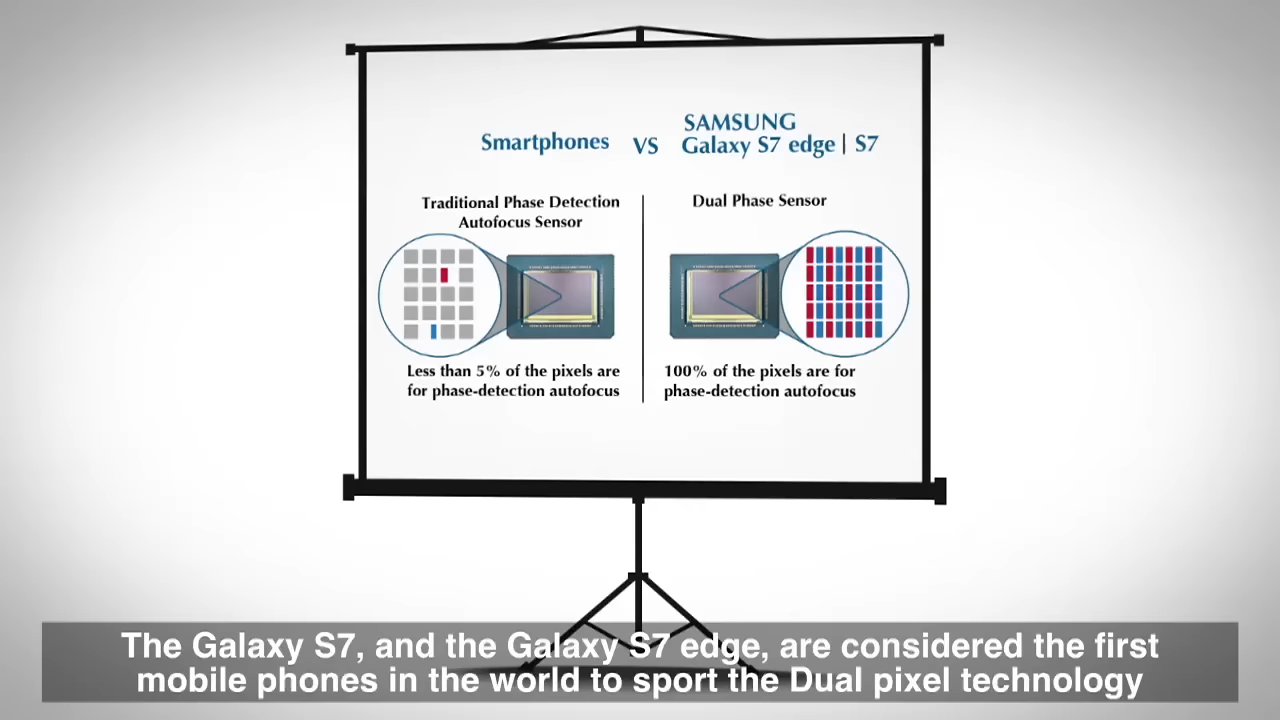 Smartphones VS SAMSUNG
Galaxy S7 edge | S7
Traditional Phase Detection
Autofocus Sensor
Less than 5% of the pixels are
for phase-detection autofocus
Dual Phase Sensor
100% of the pixels are for
phase-detection autofocus
The Galaxy S7, and the Galaxy S7 edge, are considered the first
mobile phones in the world to sport the Dual pixel technology